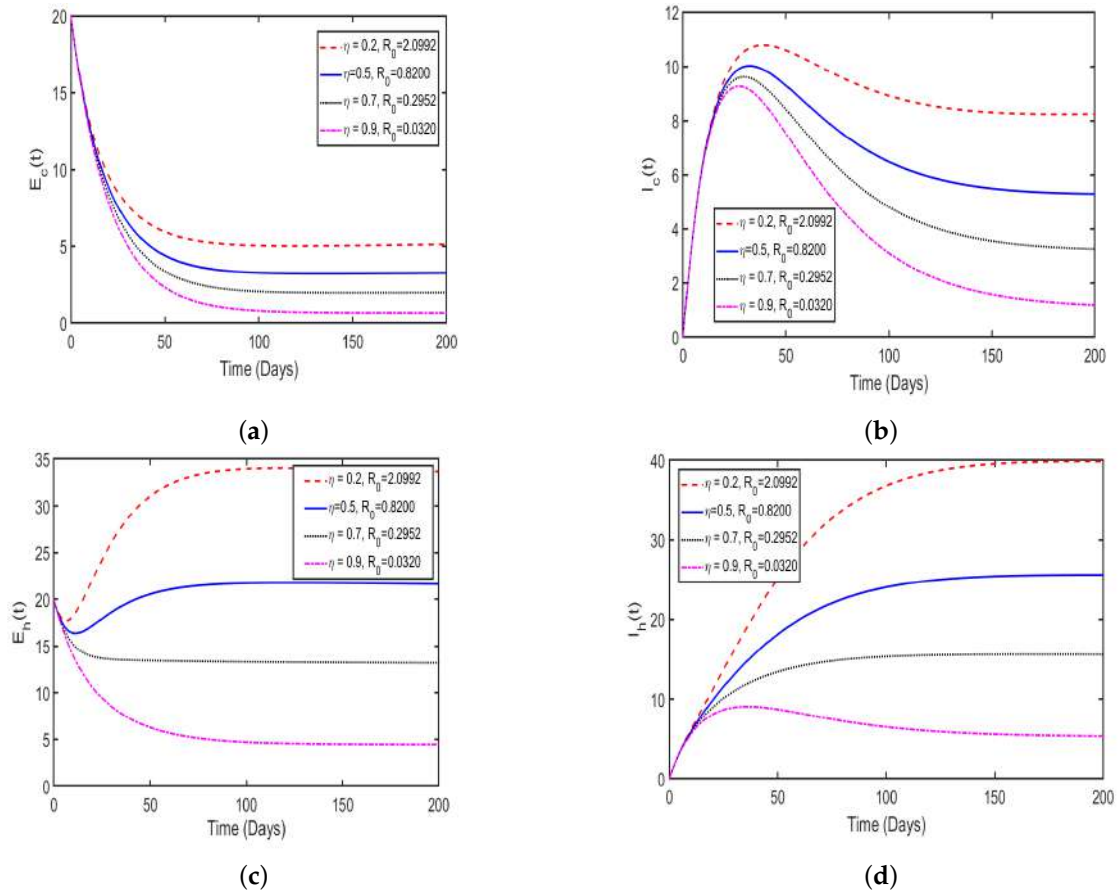 20
15
10
5
0
E_c(t)
η = 0.2, R_0=2.0992
η=0.5, R_0=0.8200
η = 0.7, R_0=0.2952
η = 0.9, R_0=0.0320
0 50 100 150 200
Time (Days)
(a)
12
10
8
6
4
2
0
I_c(t)
η = 0.2, R_0=2.0992
η=0.5, R_0=0.8200
η = 0.7, R_0=0.2952
η = 0.9, R_0=0.0320
0 50 100 150 200
Time (Days)
(b)
35
30
25
20
15
10
5
0
E_h(t)
η = 0.2, R_0=2.0992
η=0.5, R_0=0.8200
η = 0.7, R_0=0.2952
η = 0.9, R_0=0.0320
0 50 100 150 200
Time (Days)
(c)
40
30
20
10
0
I_h(t)
η = 0.2, R_0=2.0992
η=0.5, R_0=0.8200
η = 0.7, R_0=0.2952
η = 0.9, R_0=0.0320
0 50 100 150 200
Time (Days)
(d)